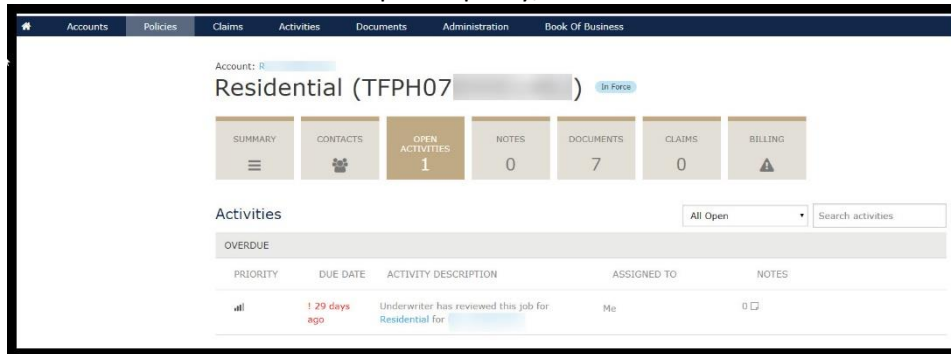 Accounts Policies Claims Activities Documents Administration Book Of Business
Account: R
Residential (TFPH07 ) In Force
SUMMARY CONTACTS OPEN ACTIVITIES NOTES DOCUMENTS CLAIMS BILLING
1 0 7 0
Activities All Open Search activities
OVERDUE
PRIORITY DUE DATE ACTIVITY DESCRIPTION ASSIGNED TO NOTES
! 29 days ago Underwriter has reviewed this job for Residential for Me 0